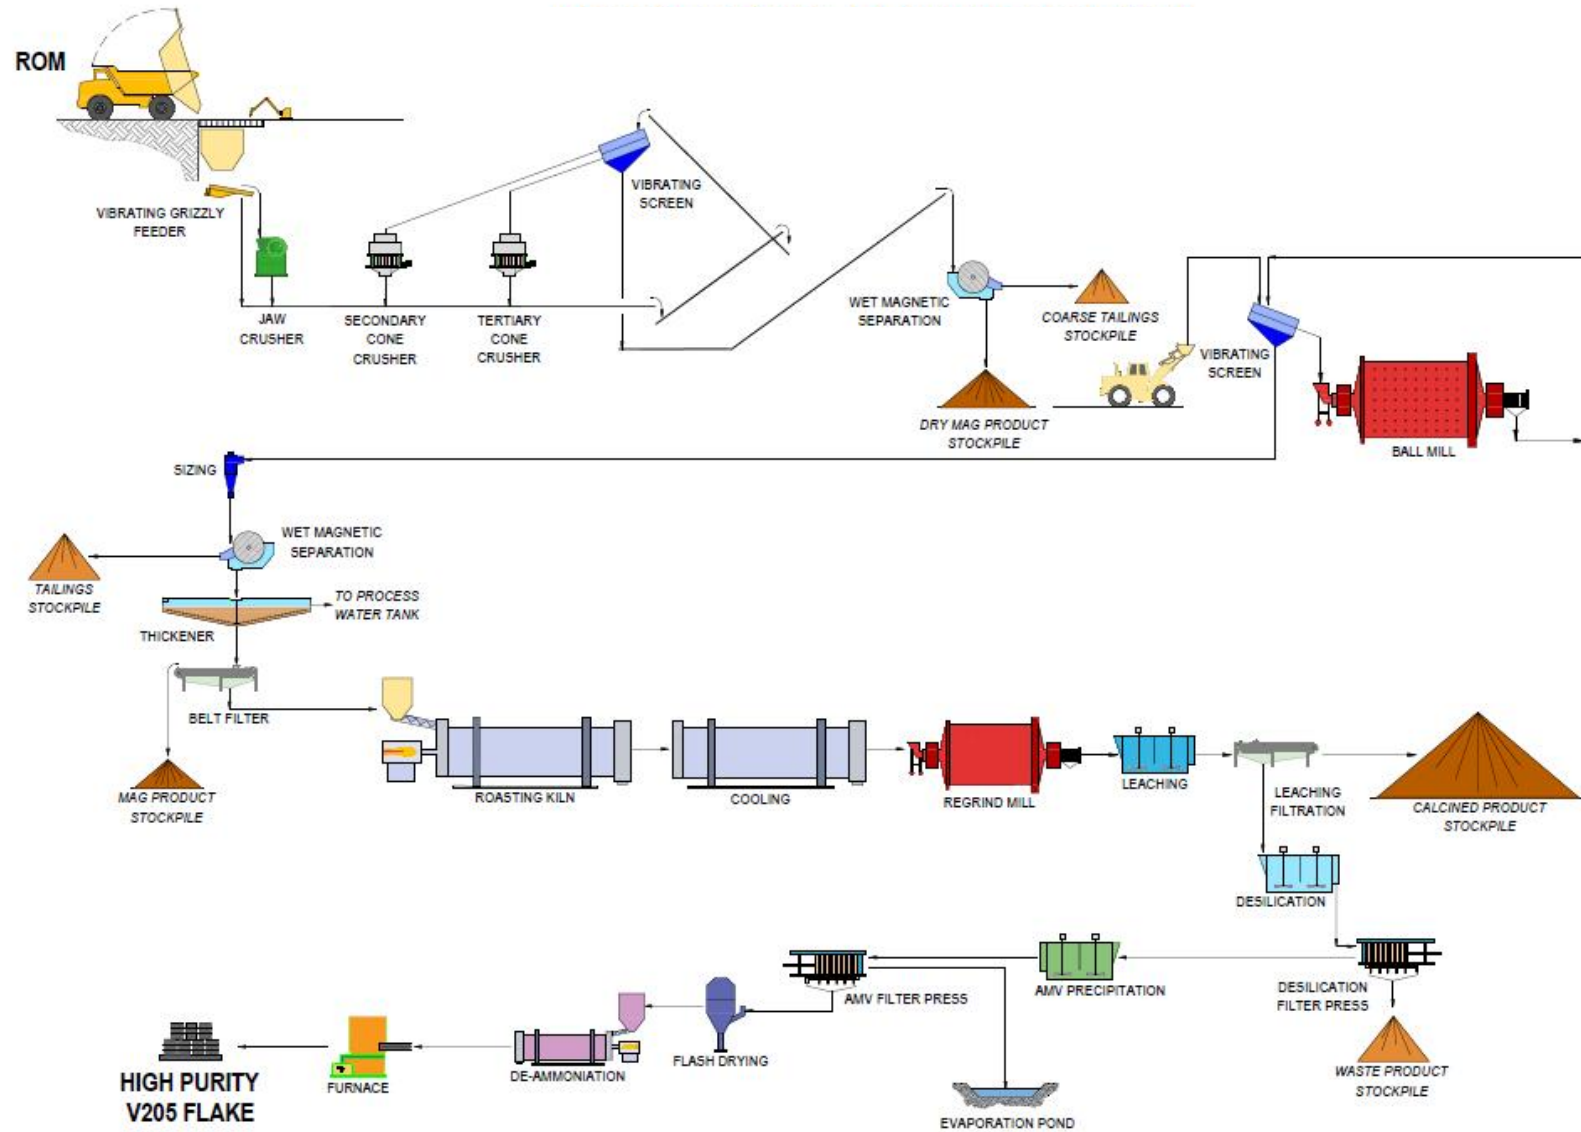 ROM
VIBRATING GRIZZLY
FEEDER
JAW
CRUSHER
SECONDARY
CONE
CRUSHER
TERTIARY
CONE
CRUSHER
VIBRATING
SCREEN
WET MAGNETIC
SEPARATION
COARSE TAILINGS
STOCKPILE
DRY MAG PRODUCT
STOCKPILE
VIBRATING
SCREEN
BALL MILL
SIZING
WET MAGNETIC
SEPARATION
TAILINGS
STOCKPILE
TO PROCESS
WATER TANK
THICKENER
BELT FILTER
MAG PRODUCT
STOCKPILE
ROASTING KILN
COOLING
REGRIND MILL
LEACHING
LEACHING
FILTRATION
CALCINED PRODUCT
STOCKPILE
DESILICATION
DESILICATION
FILTER PRESS
WASTE PRODUCT
STOCKPILE
AMV PRECIPITATION
AMV FILTER PRESS
EVAPORATION POND
FLASH DRYING
DE-AMMONIATION
FURNACE
HIGH PURITY
V205 FLAKE